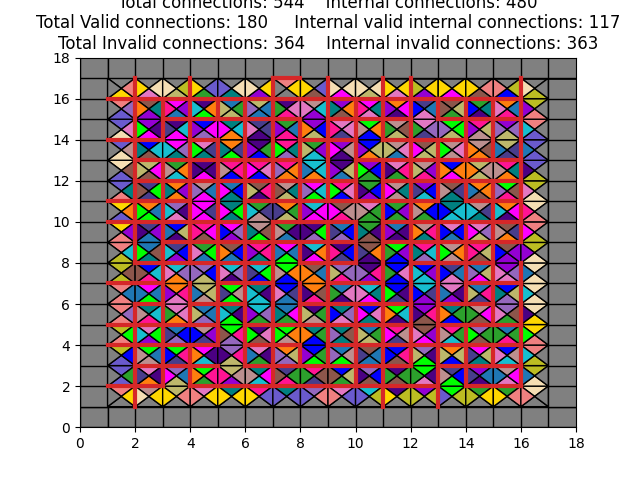 Total connections: 544    Internal connections: 480
Total Valid connections: 180     Internal valid internal connections: 117
Total Invalid connections: 364    Internal invalid connections: 363
18
16
14
12
10
8
6
4
2
0
0 2 4 6 8 10 12 14 16 18